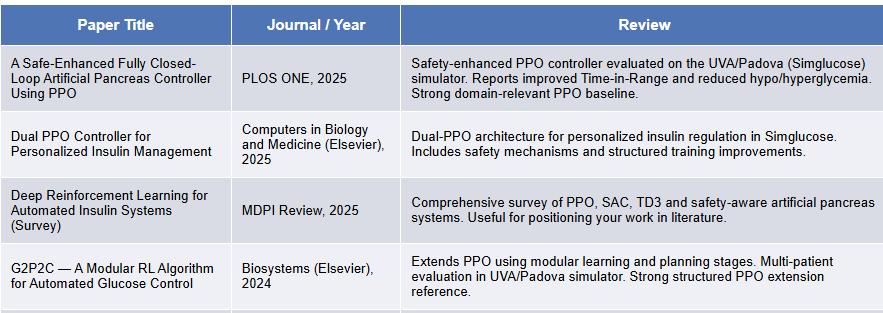 Paper Title
Journal / Year
Review
A Safe-Enhanced Fully Closed-
Loop Artificial Pancreas Controller
Using PPO
PLOS ONE, 2025
Safety-enhanced PPO controller evaluated on the UVA/Padova (Simglucose)
simulator. Reports improved Time-in-Range and reduced hypo/hyperglycemia.
Strong domain-relevant PPO baseline.
Dual PPO Controller for
Personalized Insulin Management
Computers in Biology
and Medicine (Elsevier),
2025
Dual-PPO architecture for personalized insulin regulation in Simglucose.
Includes safety mechanisms and structured training improvements.
Deep Reinforcement Learning for
Automated Insulin Systems
(Survey)
MDPI Review, 2025
Comprehensive survey of PPO, SAC, TD3 and safety-aware artificial pancreas
systems. Useful for positioning your work in literature.
G2P2C — A Modular RL Algorithm
for Automated Glucose Control
Biosystems (Elsevier),
2024
Extends PPO using modular learning and planning stages. Multi-patient
evaluation in UVA/Padova simulator. Strong structured PPO extension
reference.